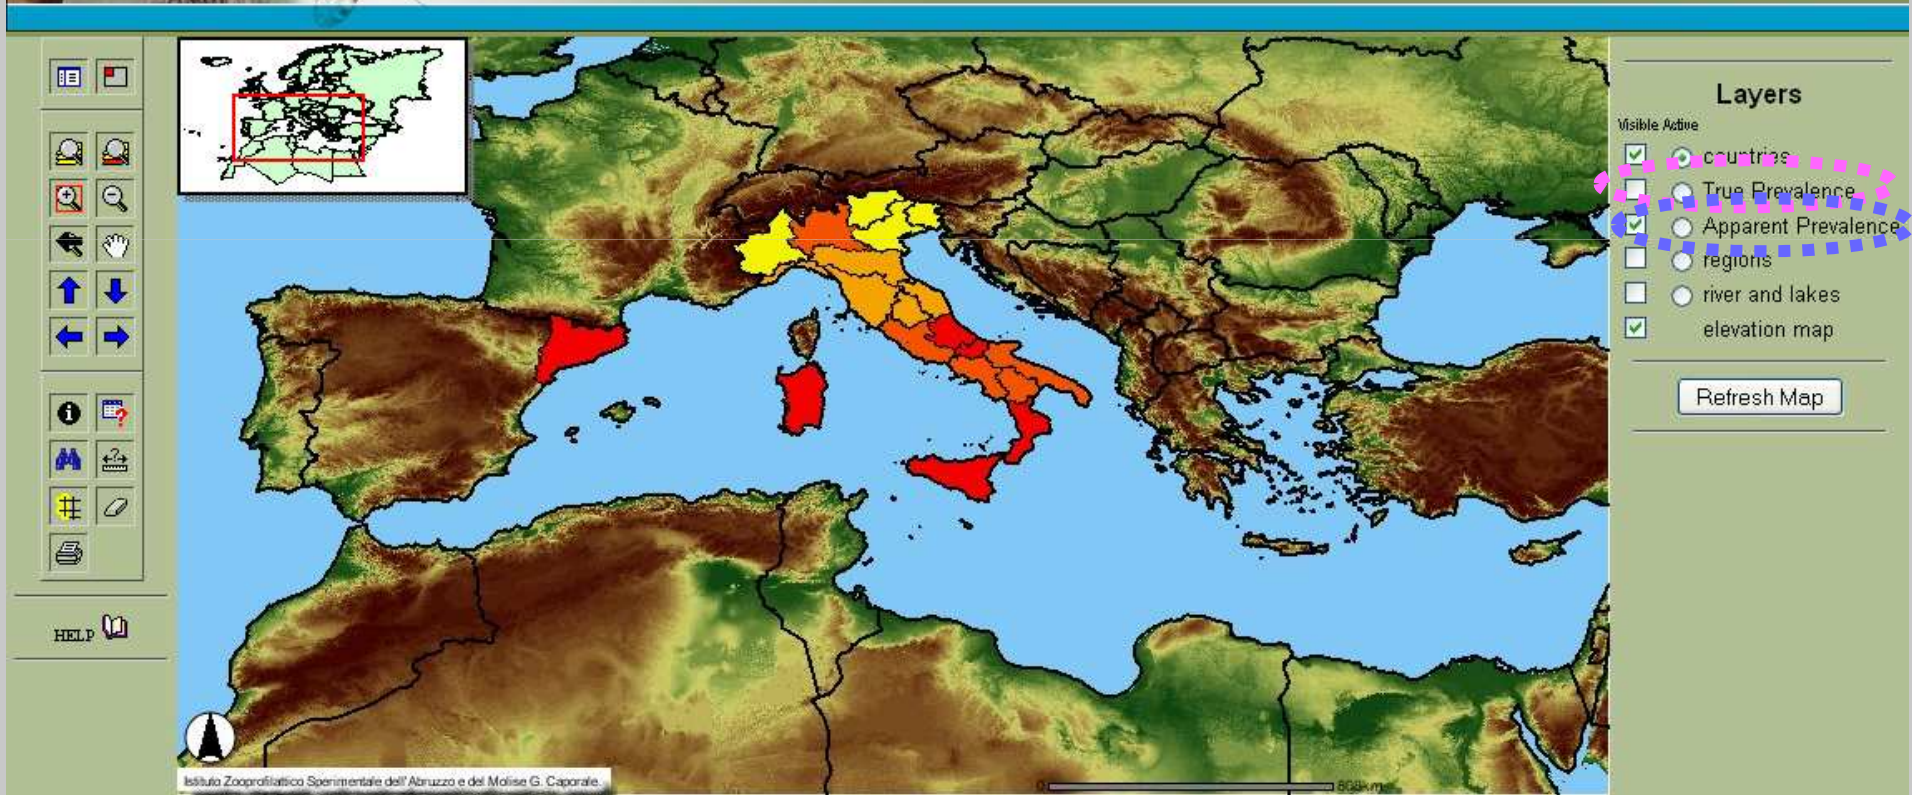 Layers
Visible Active
countries
True Prevalence
Apparent Prevalence
regions
river and lakes
elevation map
Refresh Map
HELP
Istituto Zooprofilattico Sperimentale dell'Abruzzo e del Molise G. Caporale.
0